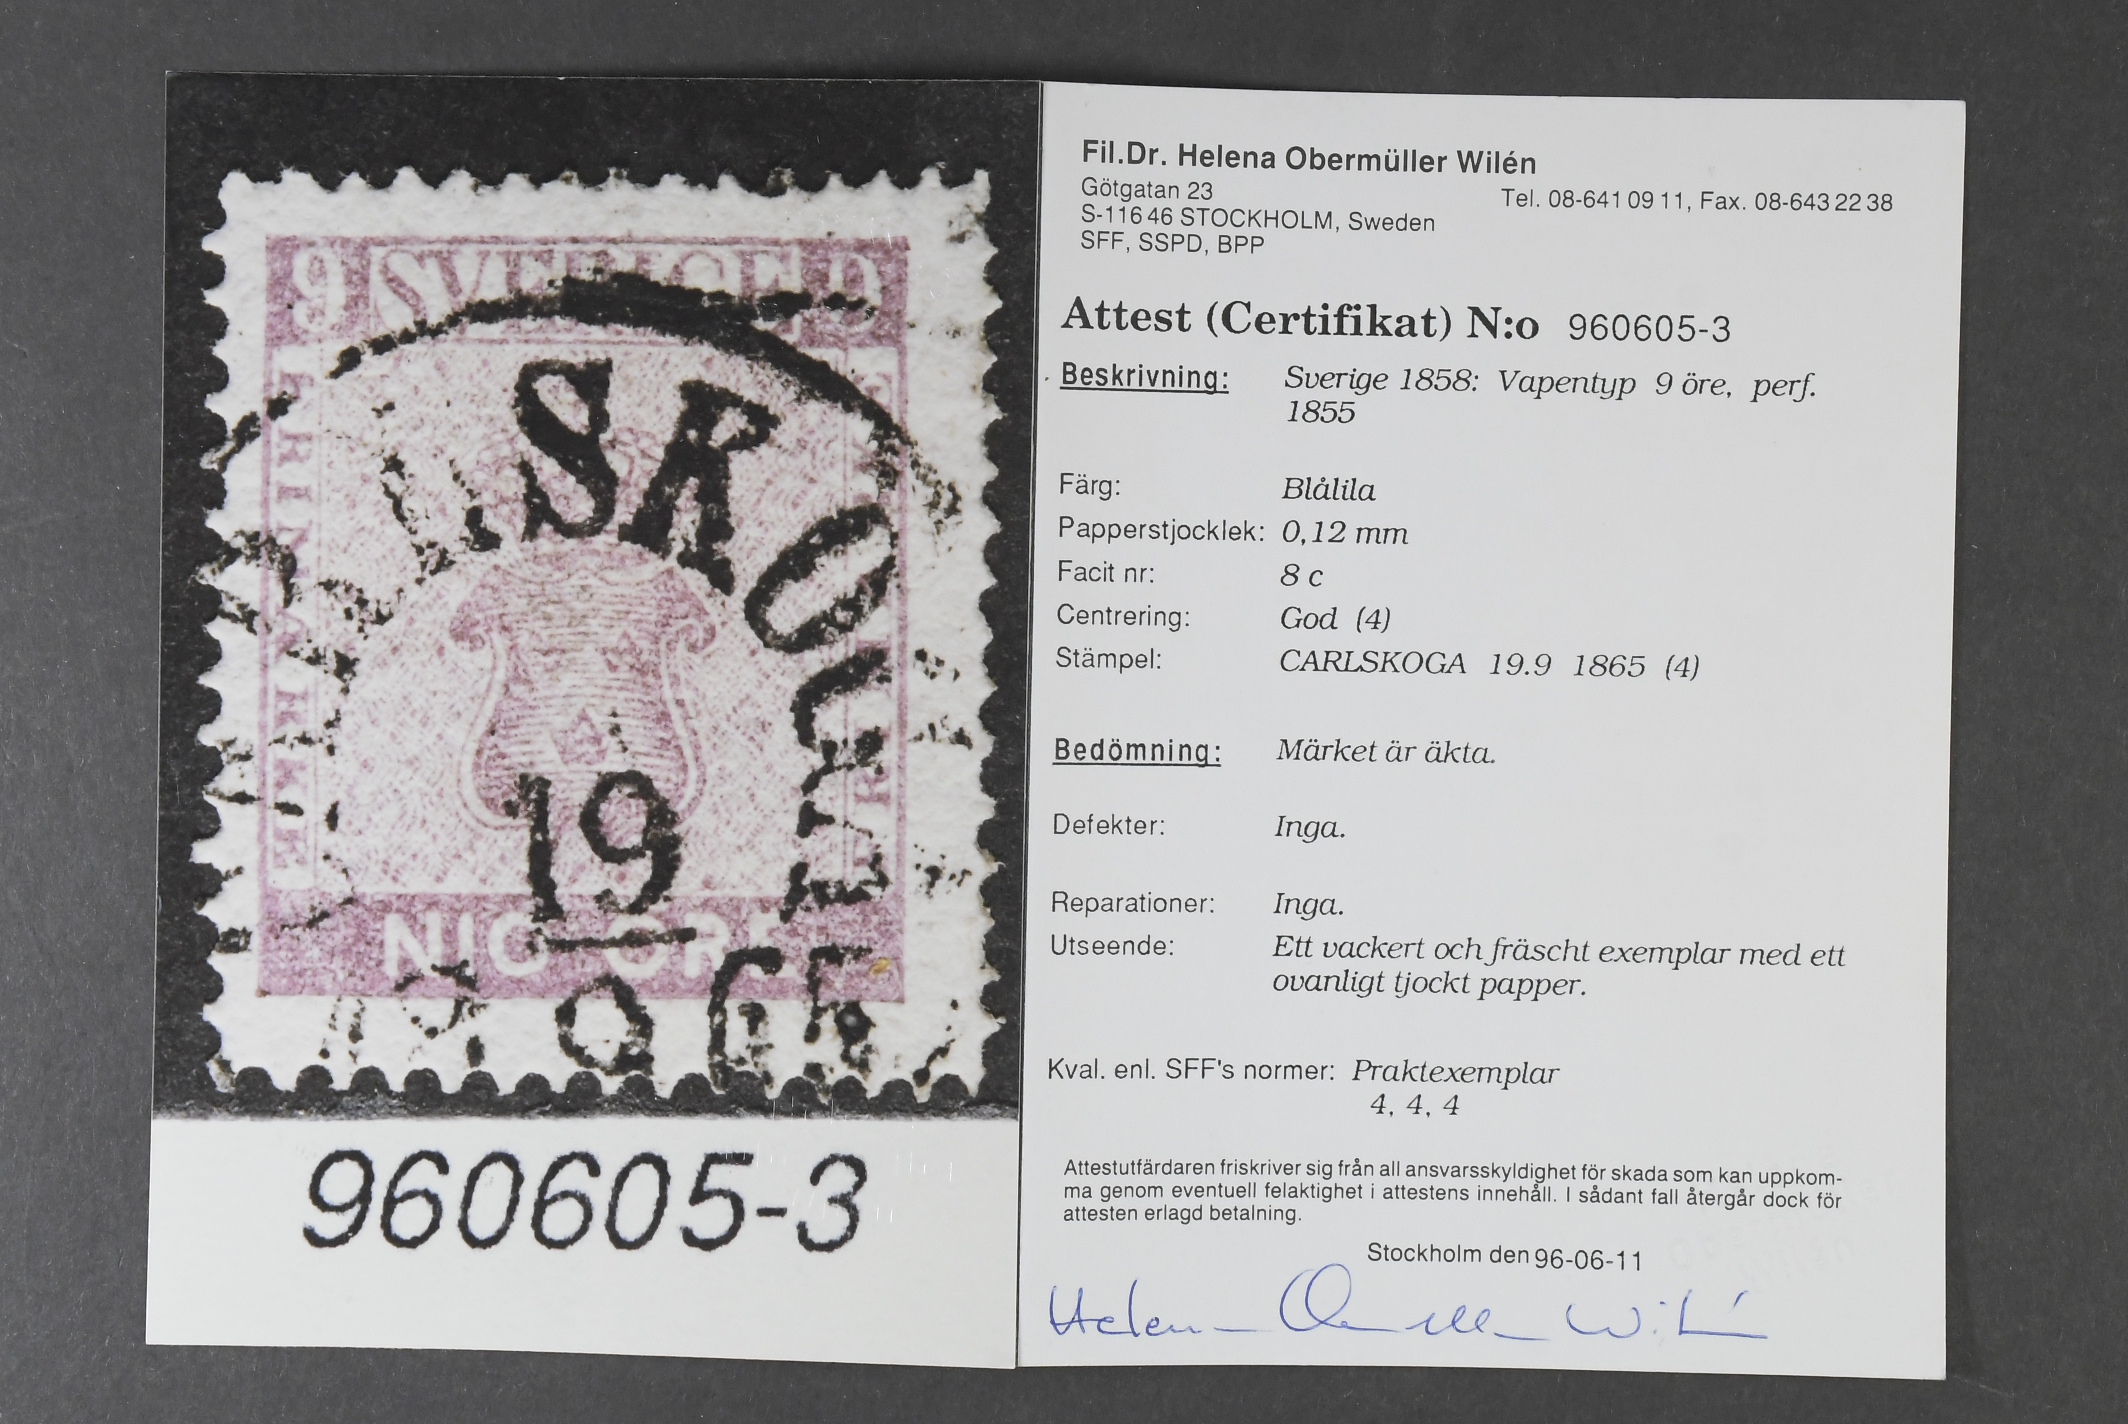 9 SVERIGE 9
FRIMÄRKE
NIO ÖRE
CARLSKOGA
19
9
1865
960605-3
Fil.Dr. Helena Obermüller Wilén
Götgatan 23
Tel. 08-641 09 11, Fax. 08-643 22 38
S-116 46 STOCKHOLM, Sweden
SFF, SSPD, BPP
Attest (Certifikat) N:o 960605-3
Beskrivning: Sverige 1858: Vapentyp 9 öre, perf.
1855
Färg: Blålila
Papperstjocklek: 0,12 mm
Facit nr: 8 c
Centrering: God (4)
Stämpel: CARLSKOGA 19.9 1865 (4)
Bedömning: Märket är äkta.
Defekter: Inga.
Reparationer: Inga.
Utseende: Ett vackert och fräscht exemplar med ett
ovanligt tjockt papper.
Kval. enl. SFF's normer: Praktexemplar
4, 4, 4
Attestutfärdaren friskriver sig från all ansvarsskyldighet för skada som kan uppkom-
ma genom eventuell felaktighet i attestens innehåll. I sådant fall återgår dock för
attesten erlagd betalning.
Stockholm den 96-06-11
Helena Obermüller Wilén